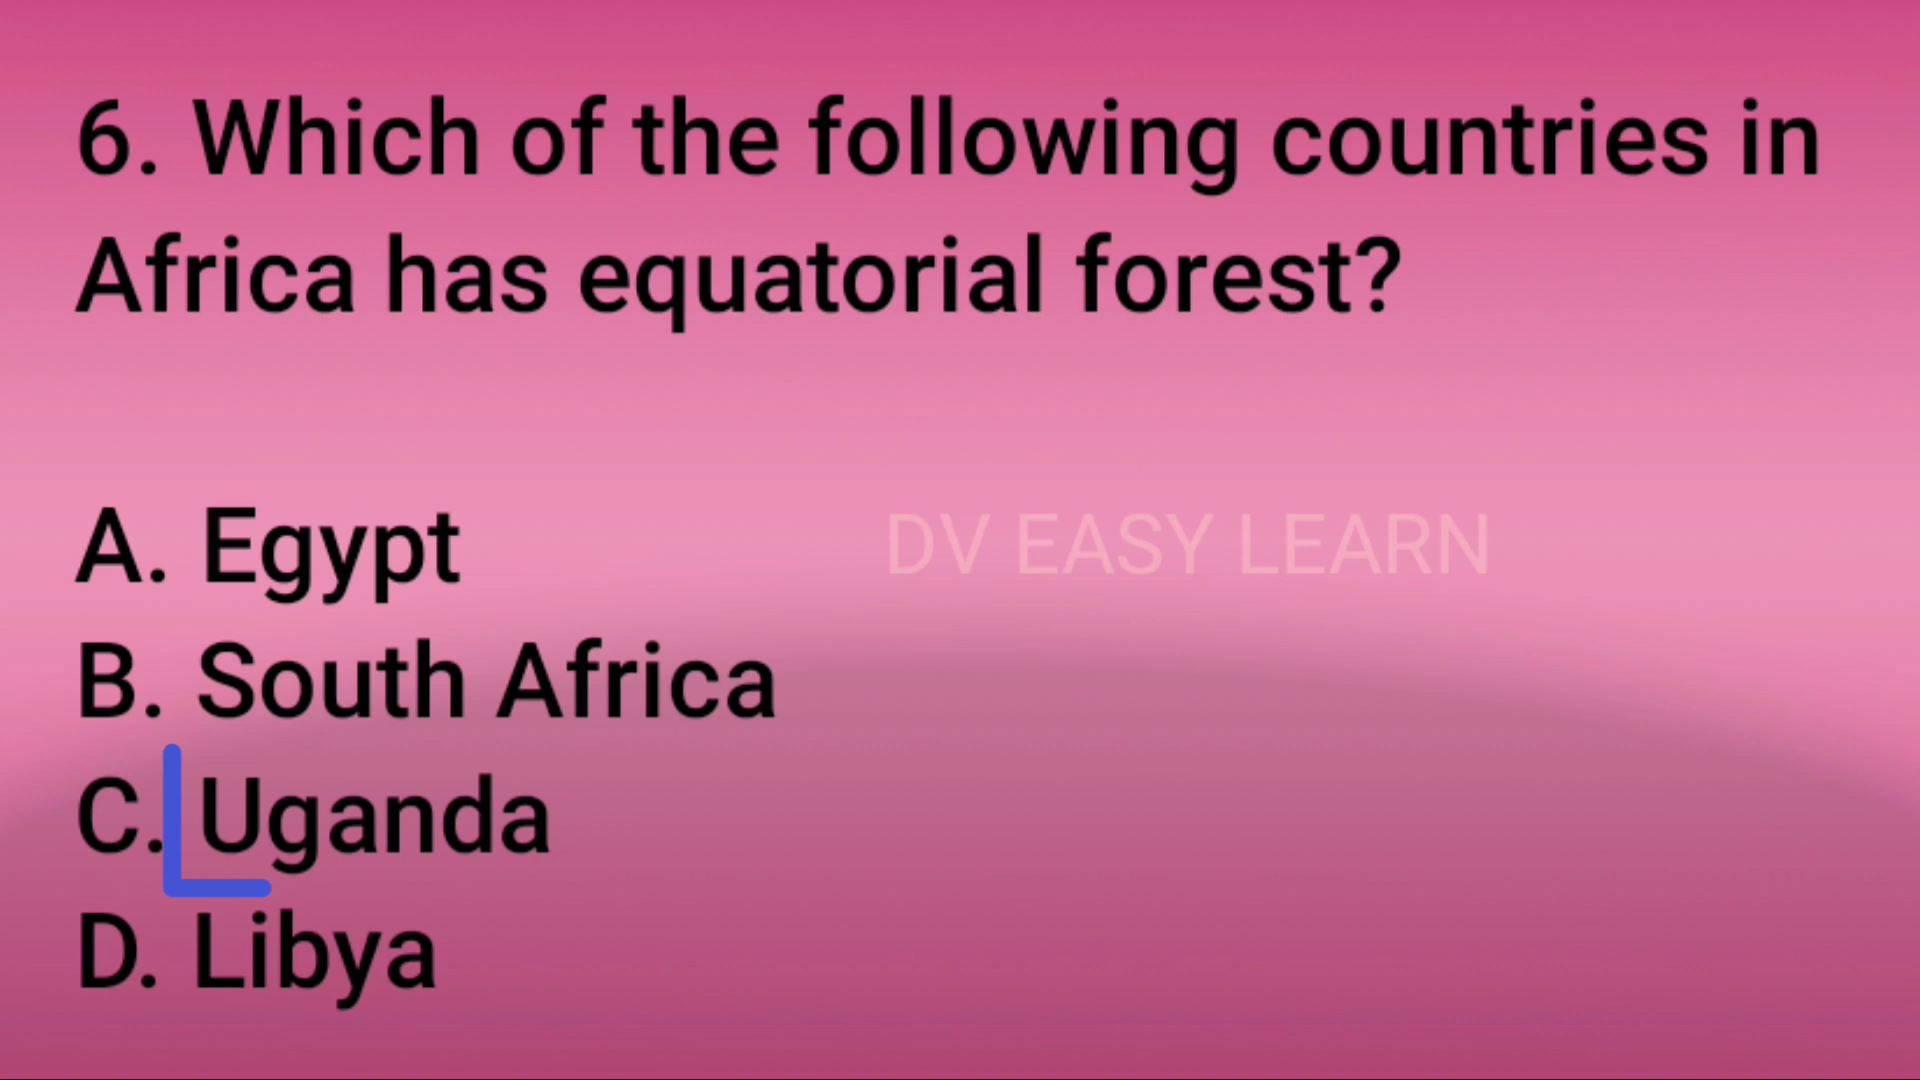 6. Which of the following countries in
Africa has equatorial forest?
A. Egypt
DV EASY LEARN
B. South Africa
C. Uganda
D. Libya